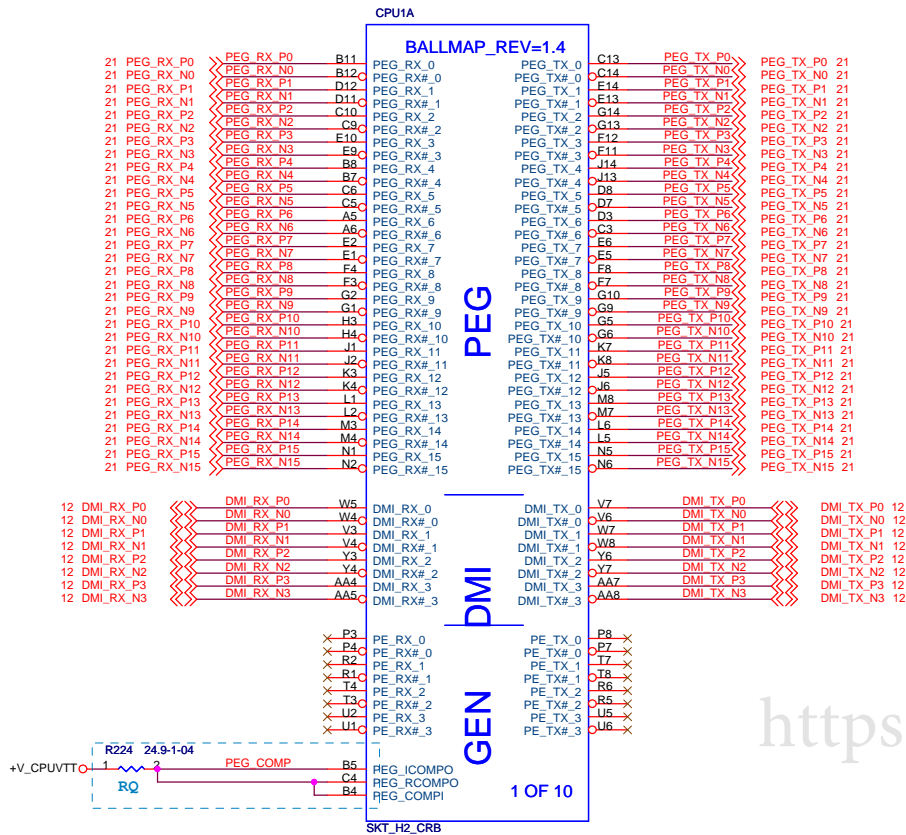 CPU1A
BALLMAP_REV=1.4
21 PEG_RX_P0 PEG_RX_P0 B11 PEG_RX_0 PEG_TX_0 C13 PEG_TX_P0 PEG_TX_P0 21
21 PEG_RX_N0 PEG_RX_N0 B12 PEG_RX#_0 PEG_TX#_0 C14 PEG_TX_N0 PEG_TX_N0 21
21 PEG_RX_P1 PEG_RX_P1 D12 PEG_RX_1 PEG_TX_1 E14 PEG_TX_P1 PEG_TX_P1 21
21 PEG_RX_N1 PEG_RX_N1 D11 PEG_RX#_1 PEG_TX#_1 E13 PEG_TX_N1 PEG_TX_N1 21
21 PEG_RX_P2 PEG_RX_P2 C10 PEG_RX_2 PEG_TX_2 G14 PEG_TX_P2 PEG_TX_P2 21
21 PEG_RX_N2 PEG_RX_N2 C9 PEG_RX#_2 PEG_TX#_2 G13 PEG_TX_N2 PEG_TX_N2 21
21 PEG_RX_P3 PEG_RX_P3 E10 PEG_RX_3 PEG_TX_3 F12 PEG_TX_P3 PEG_TX_P3 21
21 PEG_RX_N3 PEG_RX_N3 E9 PEG_RX#_3 PEG_TX#_3 F11 PEG_TX_N3 PEG_TX_N3 21
21 PEG_RX_P4 PEG_RX_P4 B8 PEG_RX_4 PEG_TX_4 J14 PEG_TX_P4 PEG_TX_P4 21
21 PEG_RX_N4 PEG_RX_N4 B7 PEG_RX#_4 PEG_TX#_4 J13 PEG_TX_N4 PEG_TX_N4 21
21 PEG_RX_P5 PEG_RX_P5 C6 PEG_RX_5 PEG_TX_5 D8 PEG_TX_P5 PEG_TX_P5 21
21 PEG_RX_N5 PEG_RX_N5 C5 PEG_RX#_5 PEG_TX#_5 D7 PEG_TX_N5 PEG_TX_N5 21
21 PEG_RX_P6 PEG_RX_P6 A5 PEG_RX_6 PEG_TX_6 D3 PEG_TX_P6 PEG_TX_P6 21
21 PEG_RX_N6 PEG_RX_N6 A6 PEG_RX#_6 PEG_TX#_6 C3 PEG_TX_N6 PEG_TX_N6 21
21 PEG_RX_P7 PEG_RX_P7 E2 PEG_RX_7 PEG_TX_7 E6 PEG_TX_P7 PEG_TX_P7 21
21 PEG_RX_N7 PEG_RX_N7 E1 PEG_RX#_7 PEG_TX#_7 E5 PEG_TX_N7 PEG_TX_N7 21
21 PEG_RX_P8 PEG_RX_P8 F4 PEG_RX_8 PEG_TX_8 F8 PEG_TX_P8 PEG_TX_P8 21
21 PEG_RX_N8 PEG_RX_N8 F3 PEG_RX#_8 PEG_TX#_8 F7 PEG_TX_N8 PEG_TX_N8 21
21 PEG_RX_P9 PEG_RX_P9 G2 PEG_RX_9 PEG_TX_9 G10 PEG_TX_P9 PEG_TX_P9 21
21 PEG_RX_N9 PEG_RX_N9 G1 PEG_RX#_9 PEG_TX#_9 G9 PEG_TX_N9 PEG_TX_N9 21
21 PEG_RX_P10 PEG_RX_P10 H3 PEG_RX_10 PEG_TX_10 G5 PEG_TX_P10 PEG_TX_P10 21
21 PEG_RX_N10 PEG_RX_N10 H4 PEG_RX#_10 PEG_TX#_10 G6 PEG_TX_N10 PEG_TX_N10 21
21 PEG_RX_P11 PEG_RX_P11 J1 PEG_RX_11 PEG_TX_11 K7 PEG_TX_P11 PEG_TX_P11 21
21 PEG_RX_N11 PEG_RX_N11 J2 PEG_RX#_11 PEG_TX#_11 K8 PEG_TX_N11 PEG_TX_N11 21
21 PEG_RX_P12 PEG_RX_P12 K3 PEG_RX_12 PEG_TX_12 J5 PEG_TX_P12 PEG_TX_P12 21
21 PEG_RX_N12 PEG_RX_N12 K4 PEG_RX#_12 PEG_TX#_12 J6 PEG_TX_N12 PEG_TX_N12 21
21 PEG_RX_P13 PEG_RX_P13 L1 PEG_RX_13 PEG_TX_13 M8 PEG_TX_P13 PEG_TX_P13 21
21 PEG_RX_N13 PEG_RX_N13 L2 PEG_RX#_13 PEG_TX#_13 M7 PEG_TX_N13 PEG_TX_N13 21
21 PEG_RX_P14 PEG_RX_P14 M3 PEG_RX_14 PEG_TX_14 L6 PEG_TX_P14 PEG_TX_P14 21
21 PEG_RX_N14 PEG_RX_N14 M4 PEG_RX#_14 PEG_TX#_14 L5 PEG_TX_N14 PEG_TX_N14 21
21 PEG_RX_P15 PEG_RX_P15 N1 PEG_RX_15 PEG_TX_15 N5 PEG_TX_P15 PEG_TX_P15 21
21 PEG_RX_N15 PEG_RX_N15 N2 PEG_RX#_15 PEG_TX#_15 N6 PEG_TX_N15 PEG_TX_N15 21
PEG
12 DMI_RX_P0 DMI_RX_P0 W5 DMI_RX_0 DMI_TX_0 V7 DMI_TX_P0 DMI_TX_P0 12
12 DMI_RX_N0 DMI_RX_N0 W4 DMI_RX#_0 DMI_TX#_0 V6 DMI_TX_N0 DMI_TX_N0 12
12 DMI_RX_P1 DMI_RX_P1 V3 DMI_RX_1 DMI_TX_1 W7 DMI_TX_P1 DMI_TX_P1 12
12 DMI_RX_N1 DMI_RX_N1 V4 DMI_RX#_1 DMI_TX#_1 W8 DMI_TX_N1 DMI_TX_N1 12
12 DMI_RX_P2 DMI_RX_P2 Y3 DMI_RX_2 DMI_TX_2 Y6 DMI_TX_P2 DMI_TX_P2 12
12 DMI_RX_N2 DMI_RX_N2 Y4 DMI_RX#_2 DMI_TX#_2 Y7 DMI_TX_N2 DMI_TX_N2 12
12 DMI_RX_P3 DMI_RX_P3 AA4 DMI_RX_3 DMI_TX_3 AA7 DMI_TX_P3 DMI_TX_P3 12
12 DMI_RX_N3 DMI_RX_N3 AA5 DMI_RX#_3 DMI_TX#_3 AA8 DMI_TX_N3 DMI_TX_N3 12
DMI
P3 PE_RX_0 PE_TX_0 P8
P4 PE_RX#_0 PE_TX#_0 P7
R2 PE_RX_1 PE_TX_1 T7
R1 PE_RX#_1 PE_TX#_1 T8
T4 PE_RX_2 PE_TX_2 R6
T3 PE_RX#_2 PE_TX#_2 R5
U2 PE_RX_3 PE_TX_3 U5
U1 PE_RX#_3 PE_TX#_3 U6
GEN
https
R224 24.9-1-04
+V_CPUVTT 1 2 PEG_COMP B5 PEG_ICOMPO
RQ C4 PEG_RCOMPO
B4 PEG_COMPI
1 OF 10
SKT_H2_CRB